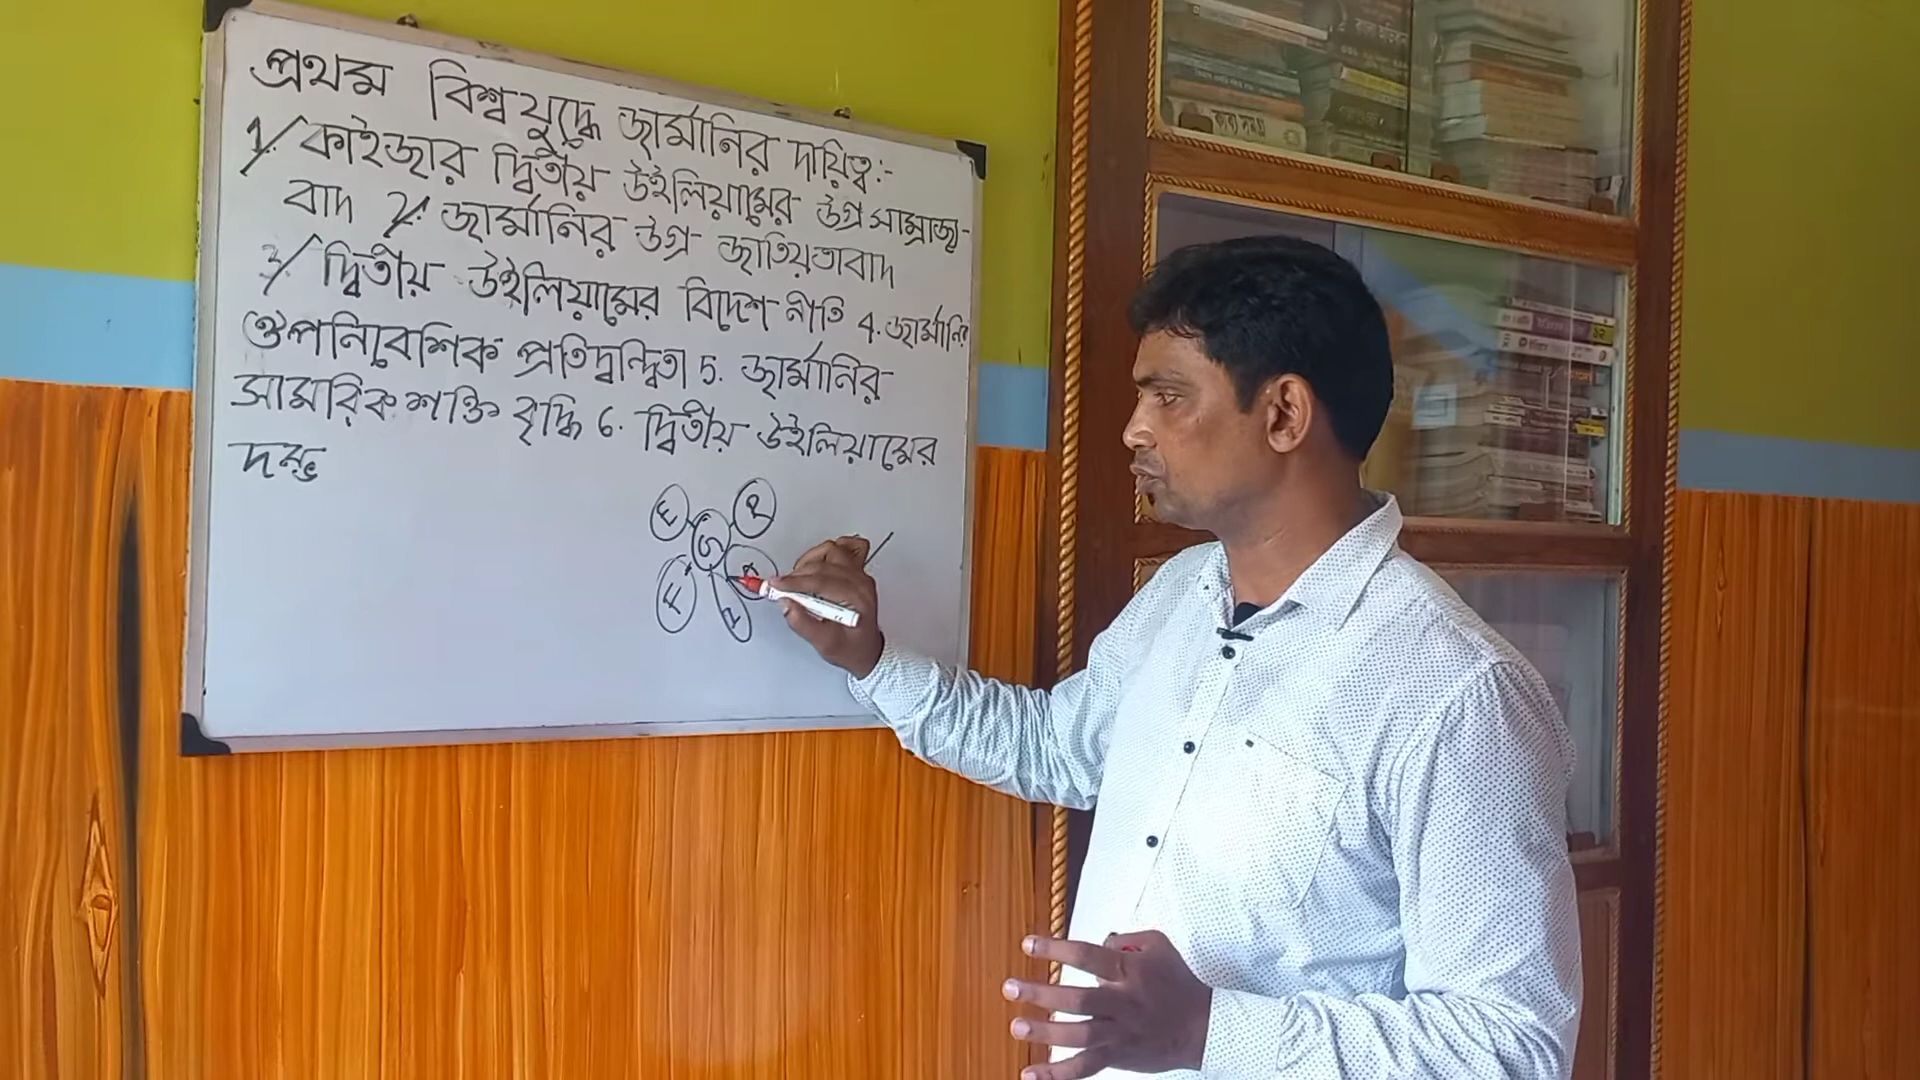 প্রথম বিশ্বযুদ্ধে জার্মানির দায়িত্ব:-
1/ কাইজার দ্বিতীয় উইলিয়ামের উগ্র সাম্রাজ্য-
বাদ 2/ জার্মানির উগ্র জাতিয়তাবাদ
3/ দ্বিতীয় উইলিয়ামের বিদেশ নীতি 4. জার্মানির
ঔপনিবেশিক প্রতিদ্বন্দ্বিতা 5. জার্মানির
সামরিক শক্তি বৃদ্ধি 6. দ্বিতীয় উইলিয়ামের
দম্ভ
E R
G
F A
I